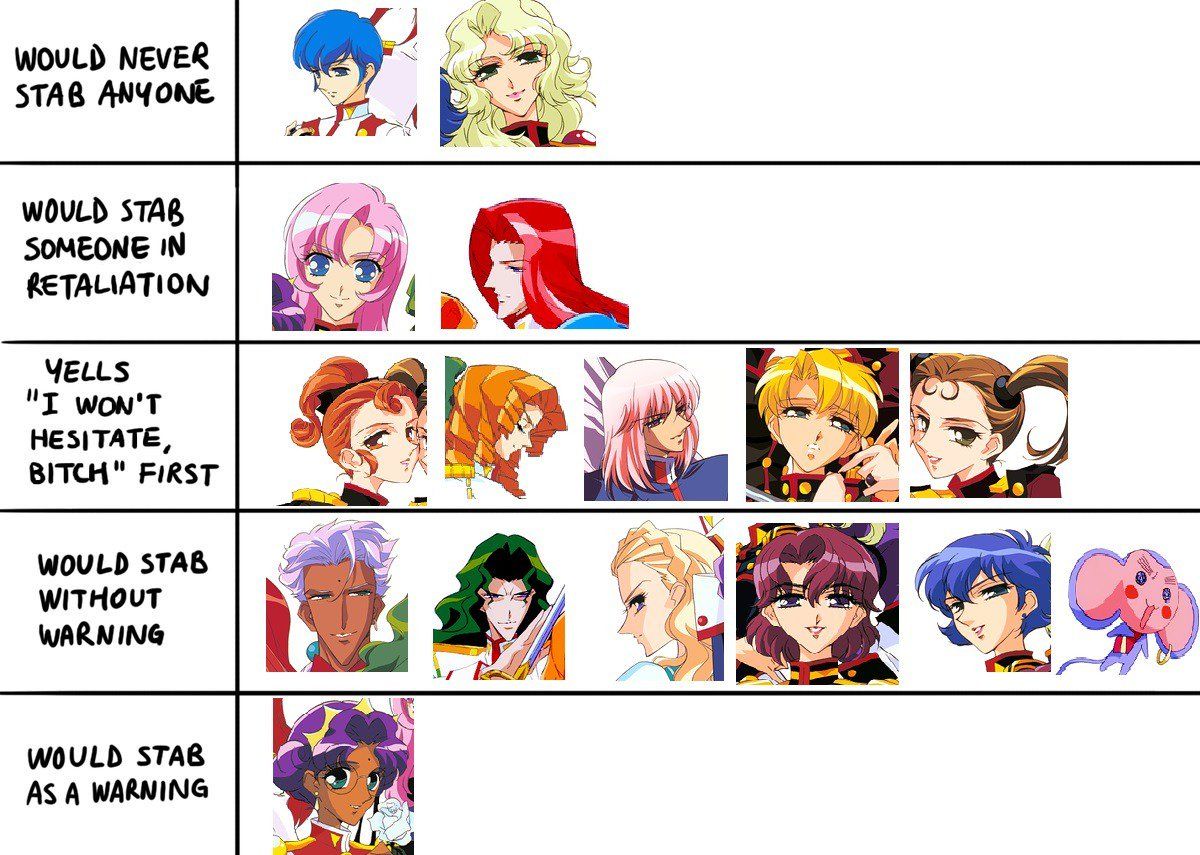 WOULD NEVER
STAB ANYONE
WOULD STAB
SOMEONE IN
RETALIATION
YELLS
"I WON'T
HESITATE,
BITCH" FIRST
WOULD STAB
WITHOUT
WARNING
WOULD STAB
AS A WARNING